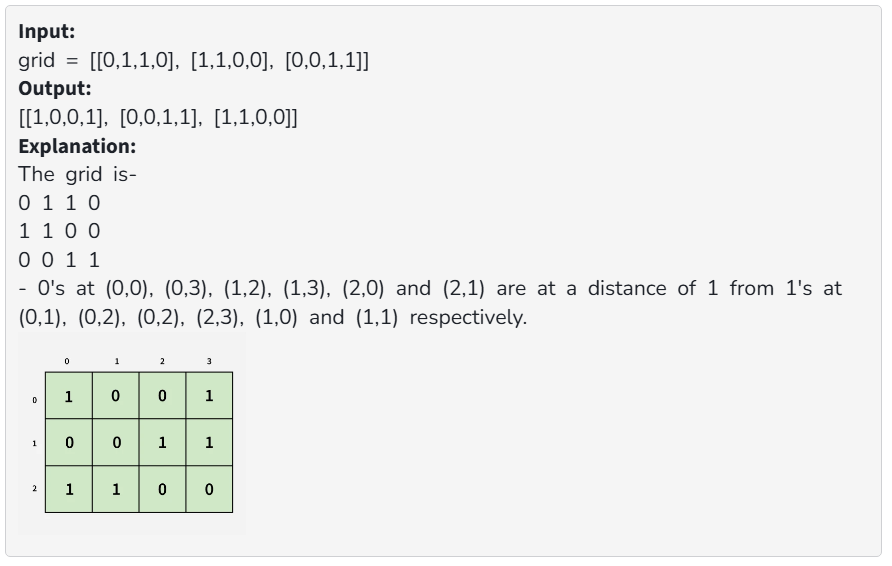 Input:
grid = [[0,1,1,0], [1,1,0,0], [0,0,1,1]]
Output:
[[1,0,0,1], [0,0,1,1], [1,1,0,0]]
Explanation:
The grid is-
0 1 1 0
1 1 0 0
0 0 1 1
- 0's at (0,0), (0,3), (1,2), (1,3), (2,0) and (2,1) are at a distance of 1 from 1's at
(0,1), (0,2), (0,2), (2,3), (1,0) and (1,1) respectively.
0 1 2 3
0 1 0 0 1
1 0 0 1 1
2 1 1 0 0